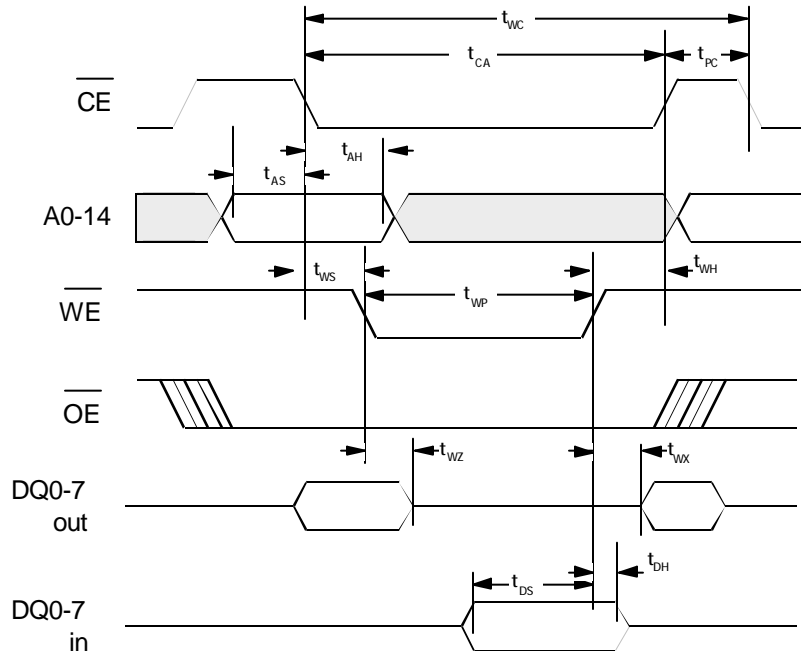 tWC
tCA
tPC
CE
tAH
tAS
A0-14
tWS
tWH
tWP
WE
OE
tWZ
tWX
DQ0-7
out
tDH
tDS
DQ0-7
in